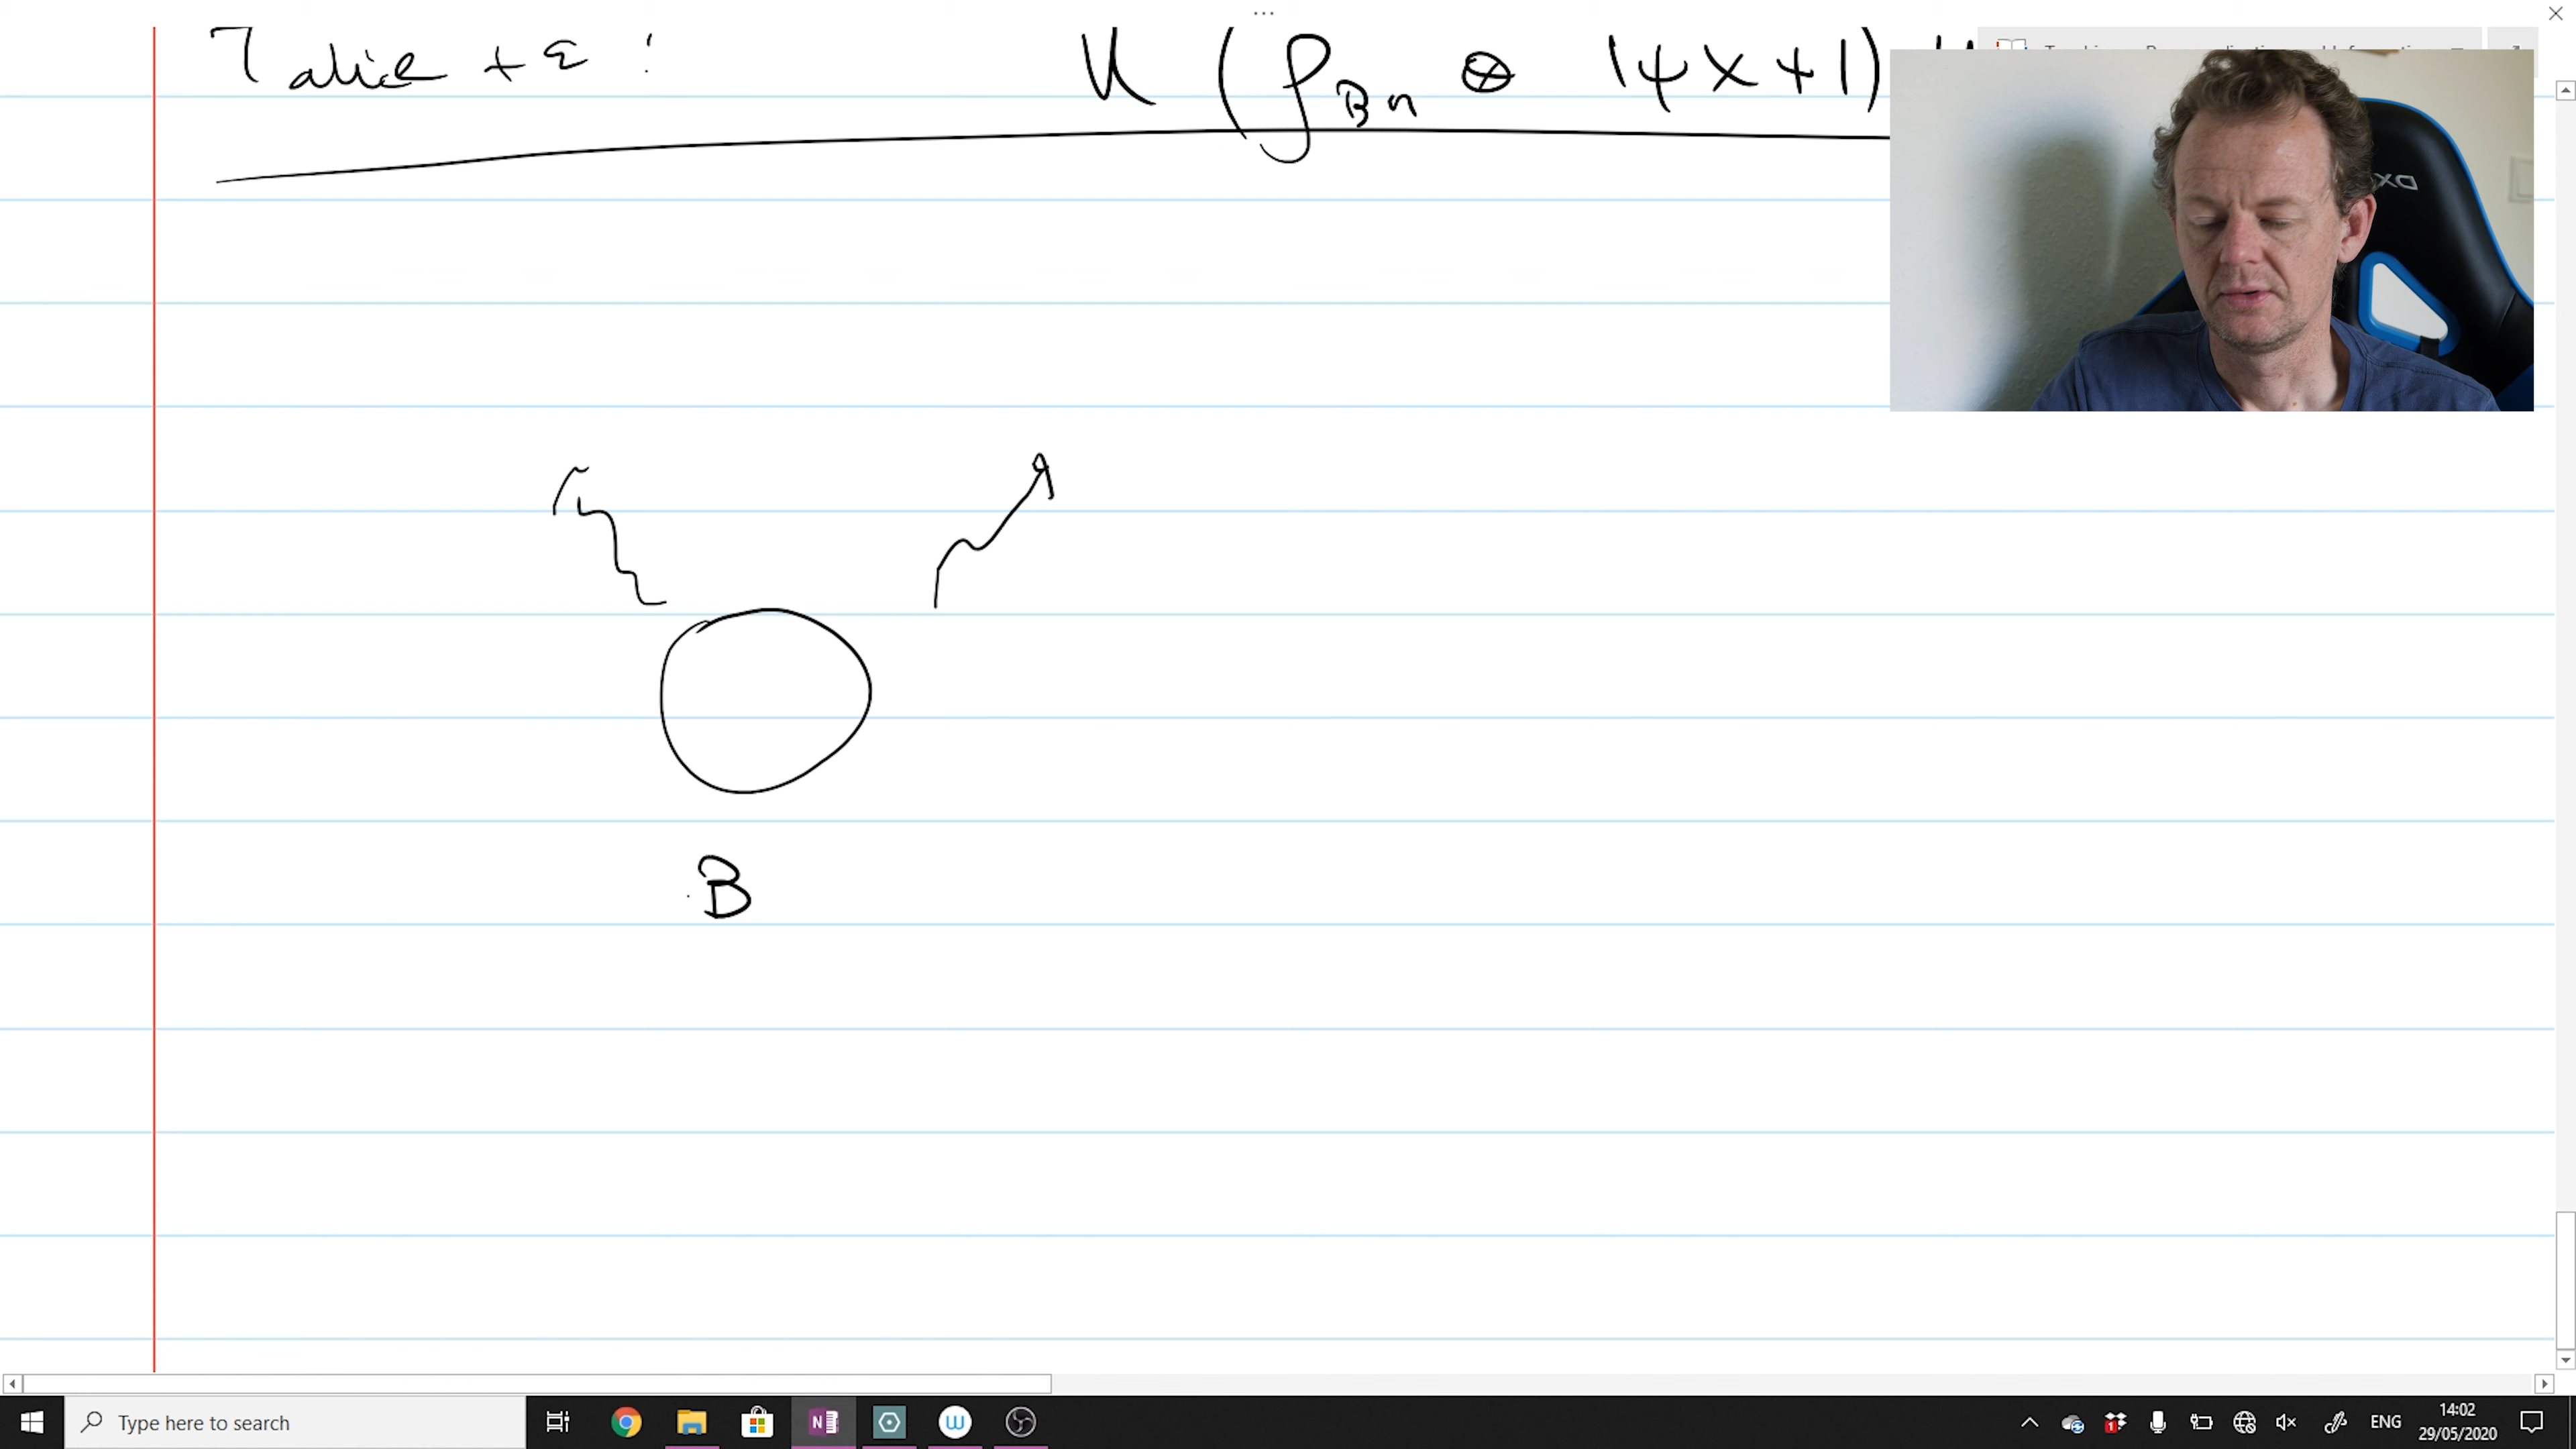 T alice + ε :
U ( ρ_Bn ⊗ |ψ X ψ| )
B
Type here to search
ENG
14:02
29/05/2020